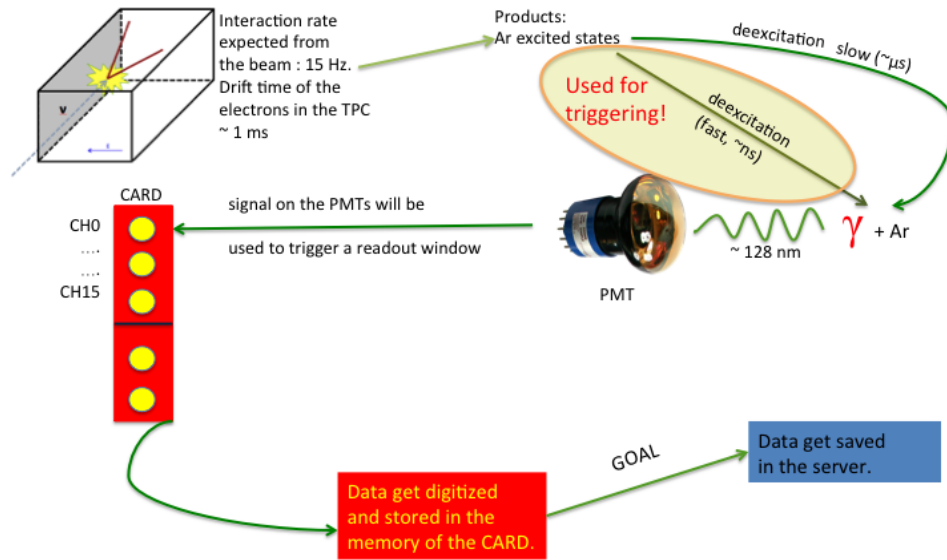 Interaction rate
expected from
the beam : 15 Hz.
Drift time of the
electrons in the TPC
~ 1 ms
v
Products:
Ar excited states
deexcitation slow (~μs)
Used for
triggering!
deexcitation
(fast, ~ns)
γ + Ar
~ 128 nm
PMT
signal on the PMTs will be
used to trigger a readout window
CARD
CH0
....
....
CH15
Data get digitized
and stored in the
memory of the CARD.
GOAL
Data get saved
in the server.